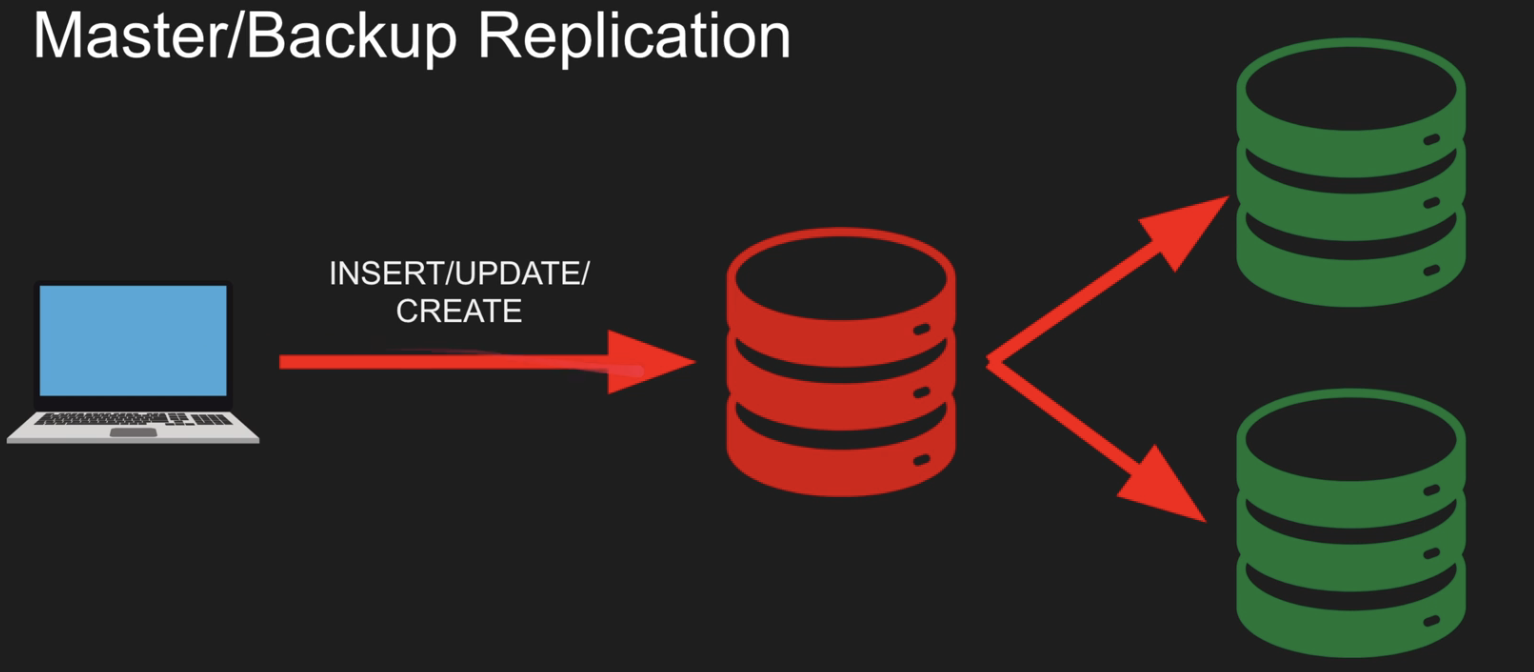 Master/Backup Replication
INSERT/UPDATE/
CREATE